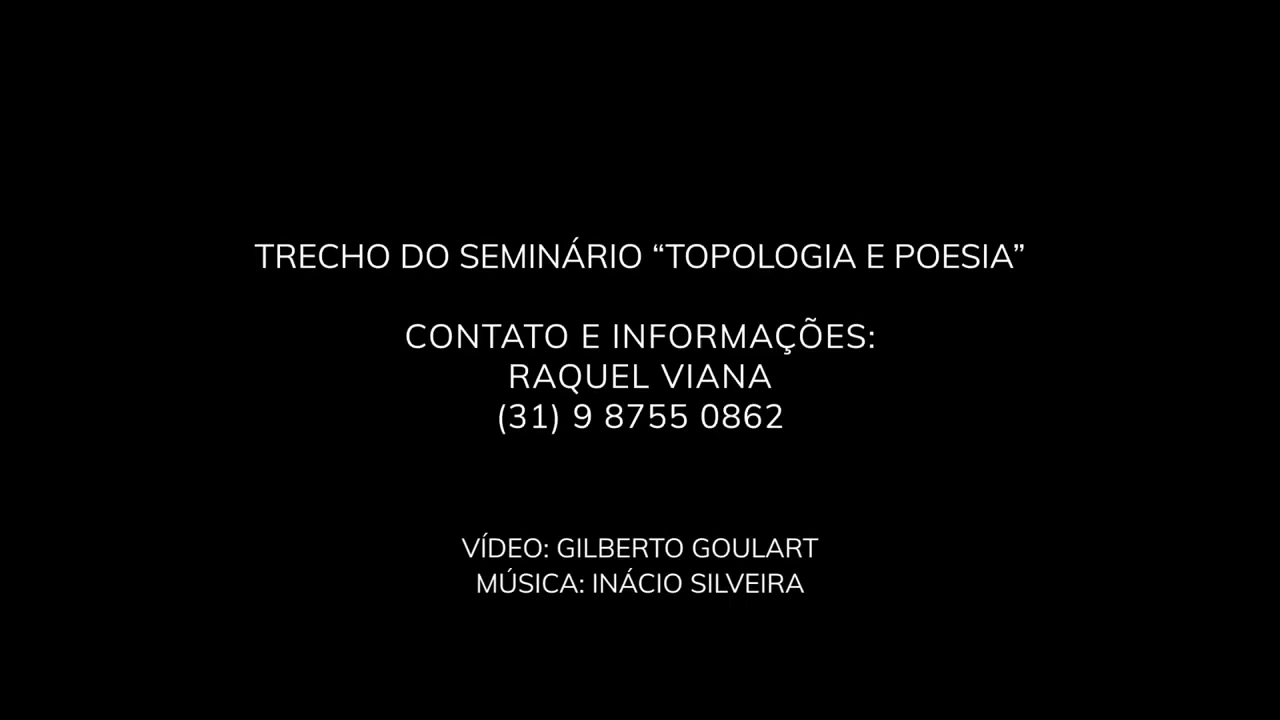 TRECHO DO SEMINÁRIO “TOPOLOGIA E POESIA”
CONTATO E INFORMAÇÕES:
RAQUEL VIANA
(31) 9 8755 0862
VÍDEO: GILBERTO GOULART
MÚSICA: INÁCIO SILVEIRA